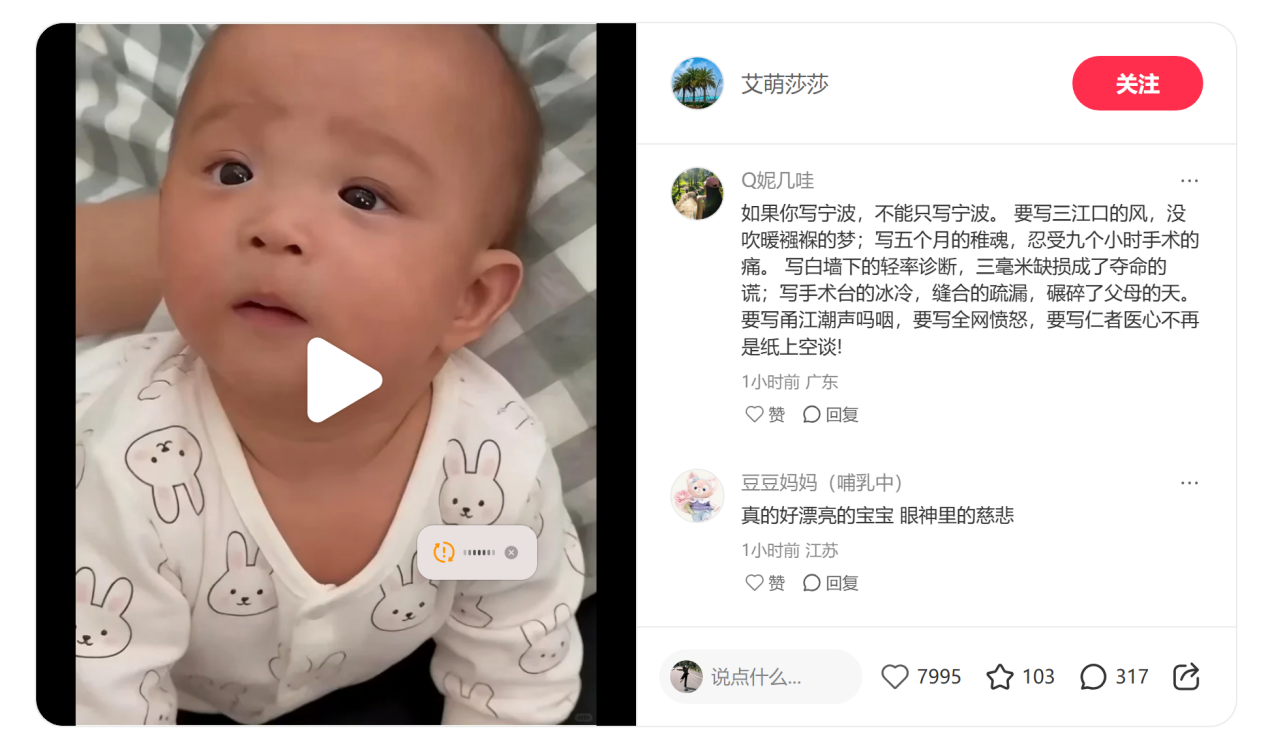 艾萌莎莎
关注
Q妮几哇
如果你写宁波，不能只写宁波。 要写三江口的风，没
吹暖襁褓的梦；写五个月的稚魂，忍受九个小时手术的
痛。 写白墙下的轻率诊断，三毫米缺损成了夺命的
谎；写手术台的冰冷，缝合的疏漏，碾碎了父母的天。
要写甬江潮声呜咽，要写全网愤怒，要写仁者医心不再
是纸上空谈!
1小时前 广东
赞 回复
豆豆妈妈（哺乳中）
真的好漂亮的宝宝 眼神里的慈悲
1小时前 江苏
赞 回复
说点什么... 7995 103 317